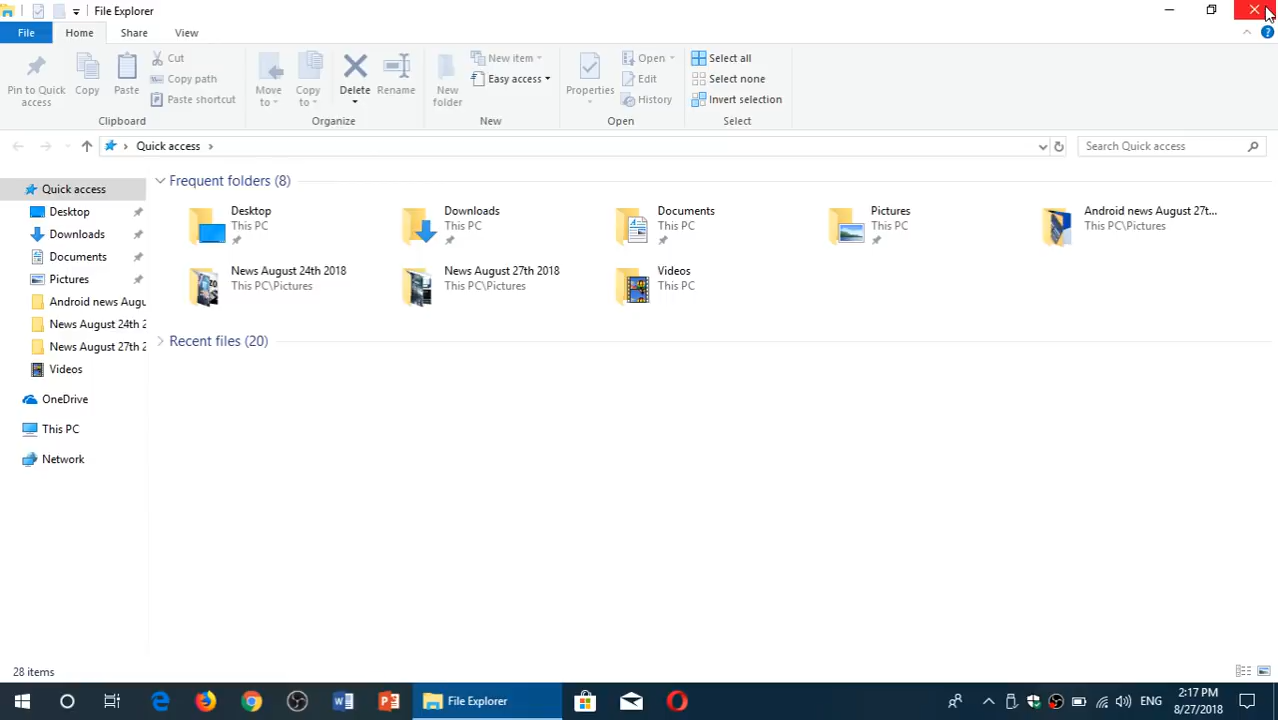 File Explorer
File Home Share View
Pin to Quick access
Copy
Paste
Cut
Copy path
Paste shortcut
Clipboard
Move to
Copy to
Delete
Rename
Organize
New folder
New item
Easy access
New
Properties
Open
Edit
History
Open
Select all
Select none
Invert selection
Select
Quick access
Search Quick access
Quick access
Desktop
Downloads
Documents
Pictures
Android news Augu
News August 24th 2
News August 27th 2
Videos
OneDrive
This PC
Network
Frequent folders (8)
Desktop
This PC
Downloads
This PC
Documents
This PC
Pictures
This PC
Android news August 27t...
This PC\Pictures
News August 24th 2018
This PC\Pictures
News August 27th 2018
This PC\Pictures
Videos
This PC
Recent files (20)
28 items
File Explorer
ENG
2:17 PM
8/27/2018